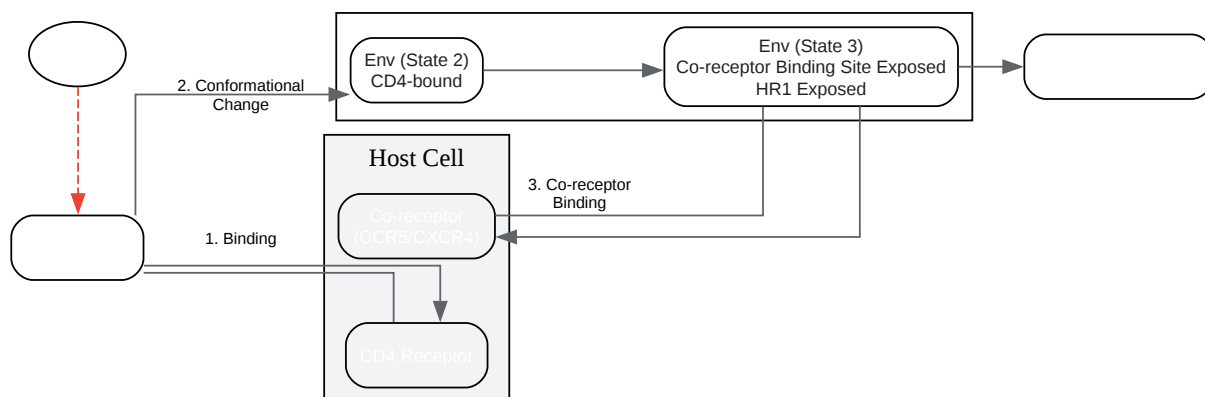 Env (State 2)
CD4-bound
Env (State 3)
Co-receptor Binding Site Exposed
HR1 Exposed
2. Conformational
Change
Host Cell
Co-receptor
(CCR5/CXCR4)
3. Co-receptor
Binding
1. Binding
CD4 Receptor